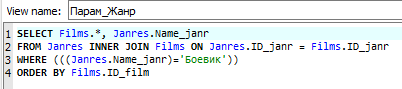 View name: Парам_Жанр
1 SELECT Films.*, Janres.Name_janr
2 FROM Janres INNER JOIN Films ON Janres.ID_janr = Films.ID_janr
3 WHERE (((Janres.Name_janr)='Боевик'))
4 ORDER BY Films.ID_film